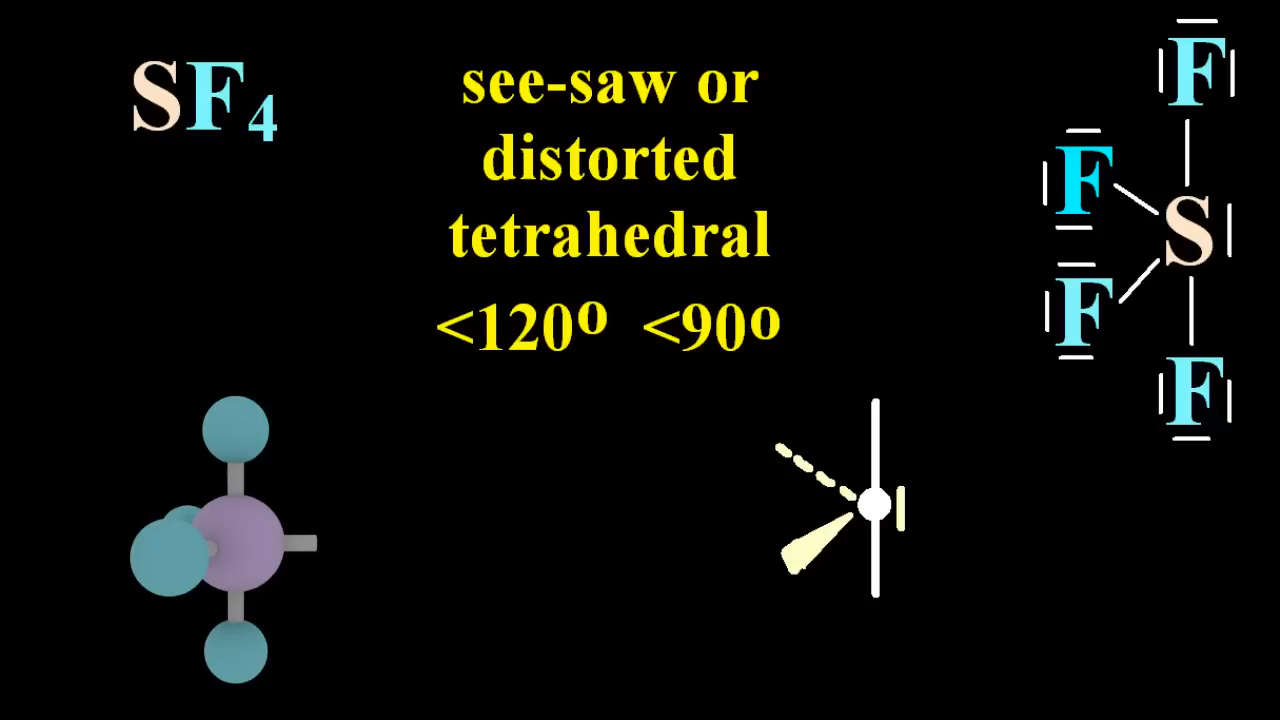 SF₄
see-saw or
distorted
tetrahedral
<120º <90º
F
F
S
F
F